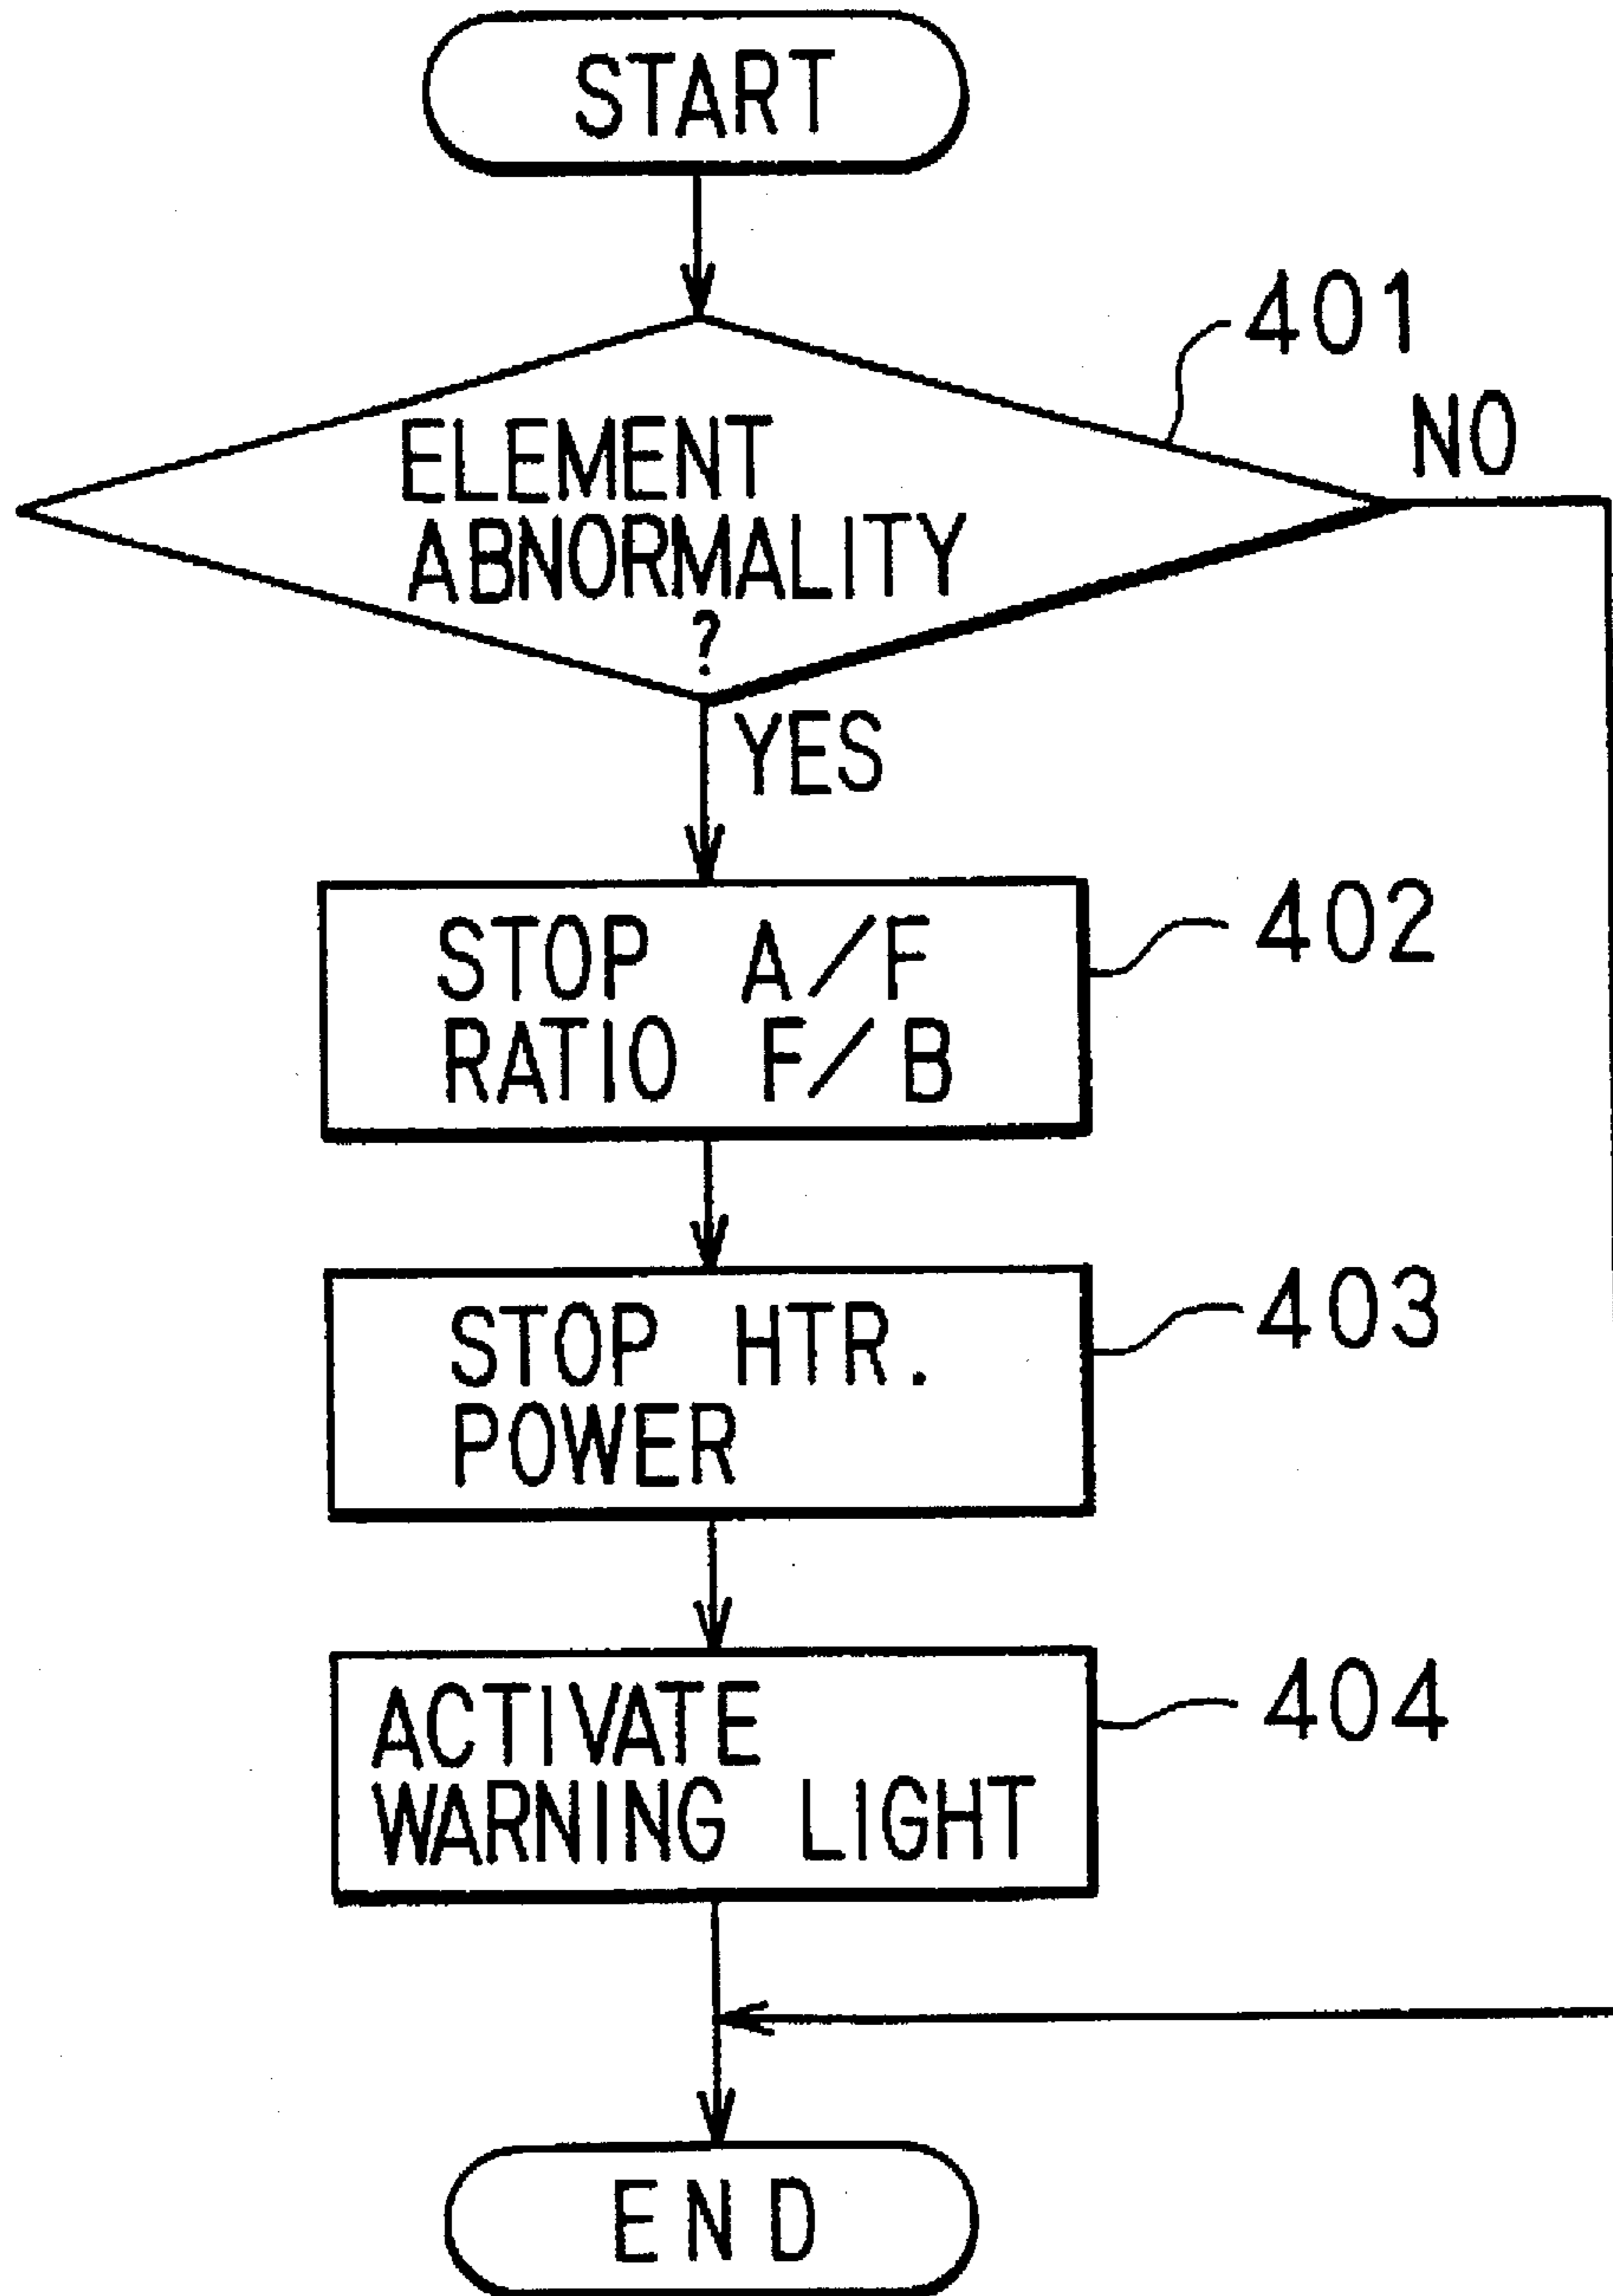 START
401
NO
ELEMENT
ABNORMALITY
?
YES
402
STOP A/F
RATIO F/B
403
STOP HTR.
POWER
404
ACTIVATE
WARNING LIGHT
END